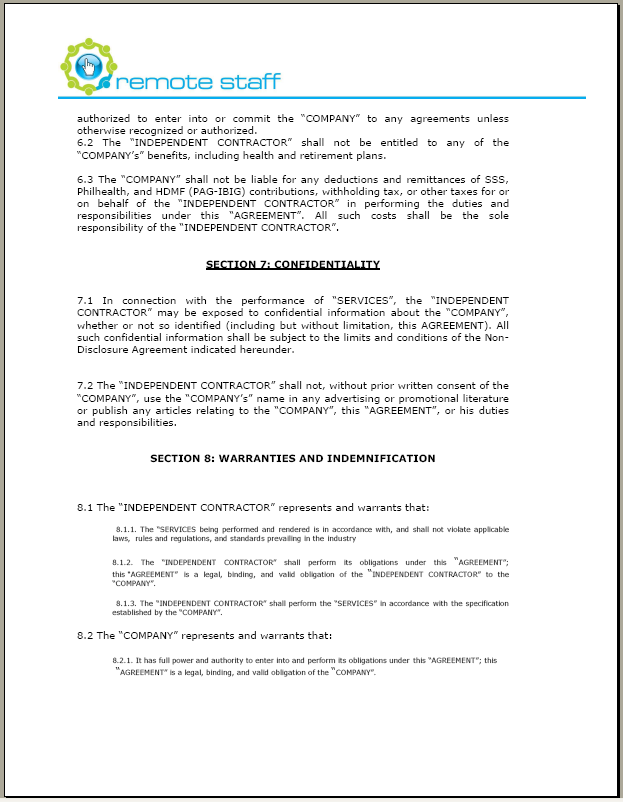 remote staff
authorized to enter into or commit the “COMPANY” to any agreements unless
otherwise recognized or authorized.
6.2 The “INDEPENDENT CONTRACTOR” shall not be entitled to any of the
“COMPANY’s” benefits, including health and retirement plans.
6.3 The “COMPANY” shall not be liable for any deductions and remittances of SSS,
Philhealth, and HDMF (PAG-IBIG) contributions, withholding tax, or other taxes for or
on behalf of the “INDEPENDENT CONTRACTOR” in performing the duties and
responsibilities under this “AGREEMENT”. All such costs shall be the sole
responsibility of the “INDEPENDENT CONTRACTOR”.
SECTION 7: CONFIDENTIALITY
7.1 In connection with the performance of “SERVICES”, the “INDEPENDENT
CONTRACTOR” may be exposed to confidential information about the “COMPANY”,
whether or not so identified (including but without limitation, this AGREEMENT). All
such confidential information shall be subject to the limits and conditions of the Non-
Disclosure Agreement indicated hereunder.
7.2 The “INDEPENDENT CONTRACTOR” shall not, without prior written consent of the
“COMPANY”, use the “COMPANY’s” name in any advertising or promotional literature
or publish any articles relating to the “COMPANY”, this “AGREEMENT”, or his duties
and responsibilities.
SECTION 8: WARRANTIES AND INDEMNIFICATION
8.1 The “INDEPENDENT CONTRACTOR” represents and warrants that:
8.1.1. The “SERVICES being performed and rendered is in accordance with, and shall not violate applicable
laws, rules and regulations, and standards prevailing in the industry
8.1.2. The “INDEPENDENT CONTRACTOR” shall perform its obligations under this “AGREEMENT”;
this “AGREEMENT” is a legal, binding, and valid obligation of the “INDEPENDENT CONTRACTOR” to the
“COMPANY”.
8.1.3. The “INDEPENDENT CONTRACTOR” shall perform the “SERVICES” in accordance with the specification
established by the “COMPANY”.
8.2 The “COMPANY” represents and warrants that:
8.2.1. It has full power and authority to enter into and perform its obligations under this “AGREEMENT”; this
“AGREEMENT” is a legal, binding, and valid obligation of the “COMPANY”.